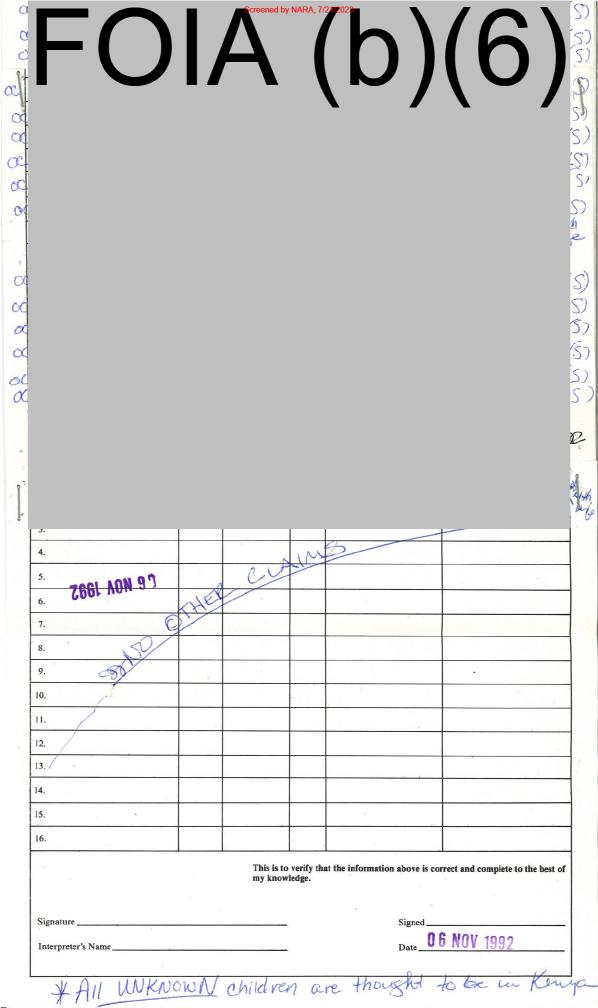 Screened by NARA, 7/27/2023
FOIA (b)(6)
3.
4.
NO OTHER CLAIMS
5.
06 NOV 1992
6.
7.
8.
9.
10.
11.
12.
13.
14.
15.
16.
This is to verify that the information above is correct and complete to the best of
my knowledge.
Signature
Signed
Interpreter's Name
Date 06 NOV 1992
* All UNKNOWN children are thought to be in Kenya